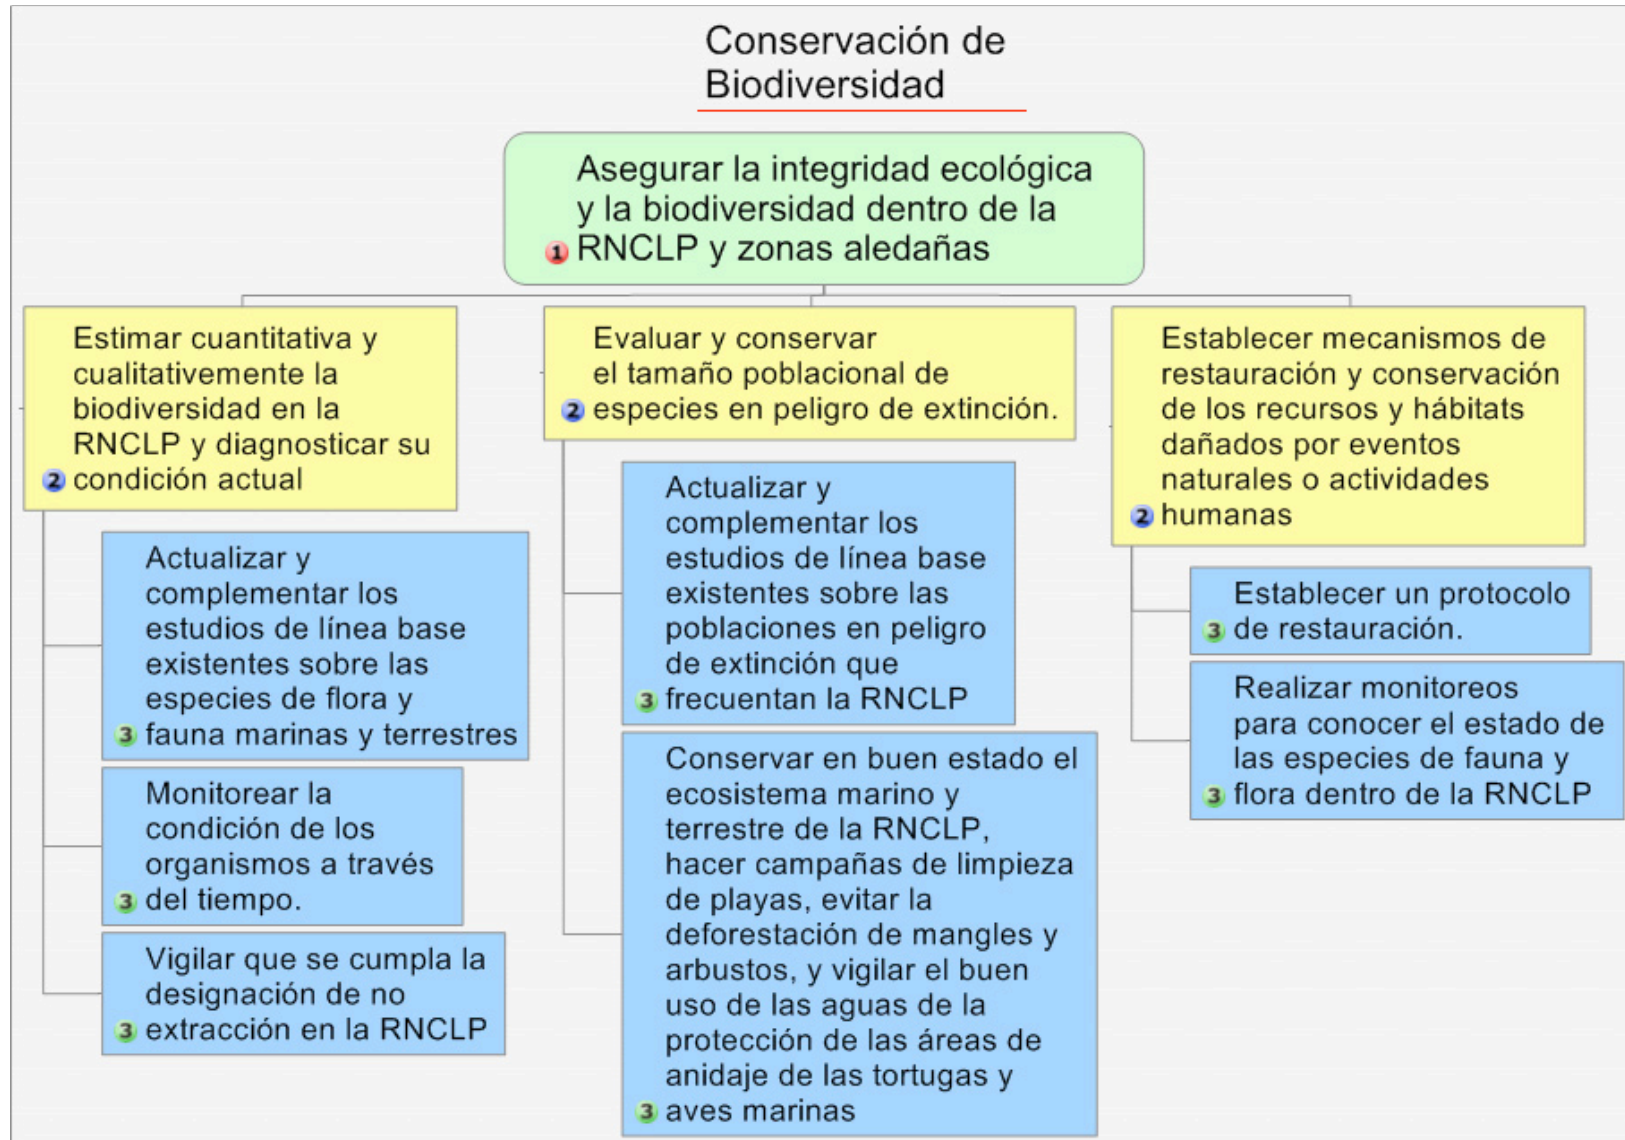 Conservación de
Biodiversidad
Asegurar la integridad ecológica
y la biodiversidad dentro de la
1 RNCLP y zonas aledañas
Estimar cuantitativa y
cualitativemente la
biodiversidad en la
RNCLP y diagnosticar su
2 condición actual
Actualizar y
complementar los
estudios de línea base
existentes sobre las
especies de flora y
3 fauna marinas y terrestres
Monitorear la
condición de los
organismos a través
3 del tiempo.
Vigilar que se cumpla la
designación de no
3 extracción en la RNCLP
Evaluar y conservar
el tamaño poblacional de
2 especies en peligro de extinción.
Actualizar y
complementar los
estudios de línea base
existentes sobre las
poblaciones en peligro
de extinción que
3 frecuentan la RNCLP
Conservar en buen estado el
ecosistema marino y
terrestre de la RNCLP,
hacer campañas de limpieza
de playas, evitar la
deforestación de mangles y
arbustos, y vigilar el buen
uso de las aguas de la
protección de las áreas de
anidaje de las tortugas y
3 aves marinas
Establecer mecanismos de
restauración y conservación
de los recursos y hábitats
dañados por eventos
naturales o actividades
2 humanas
Establecer un protocolo
3 de restauración.
Realizar monitoreos
para conocer el estado de
las especies de fauna y
3 flora dentro de la RNCLP